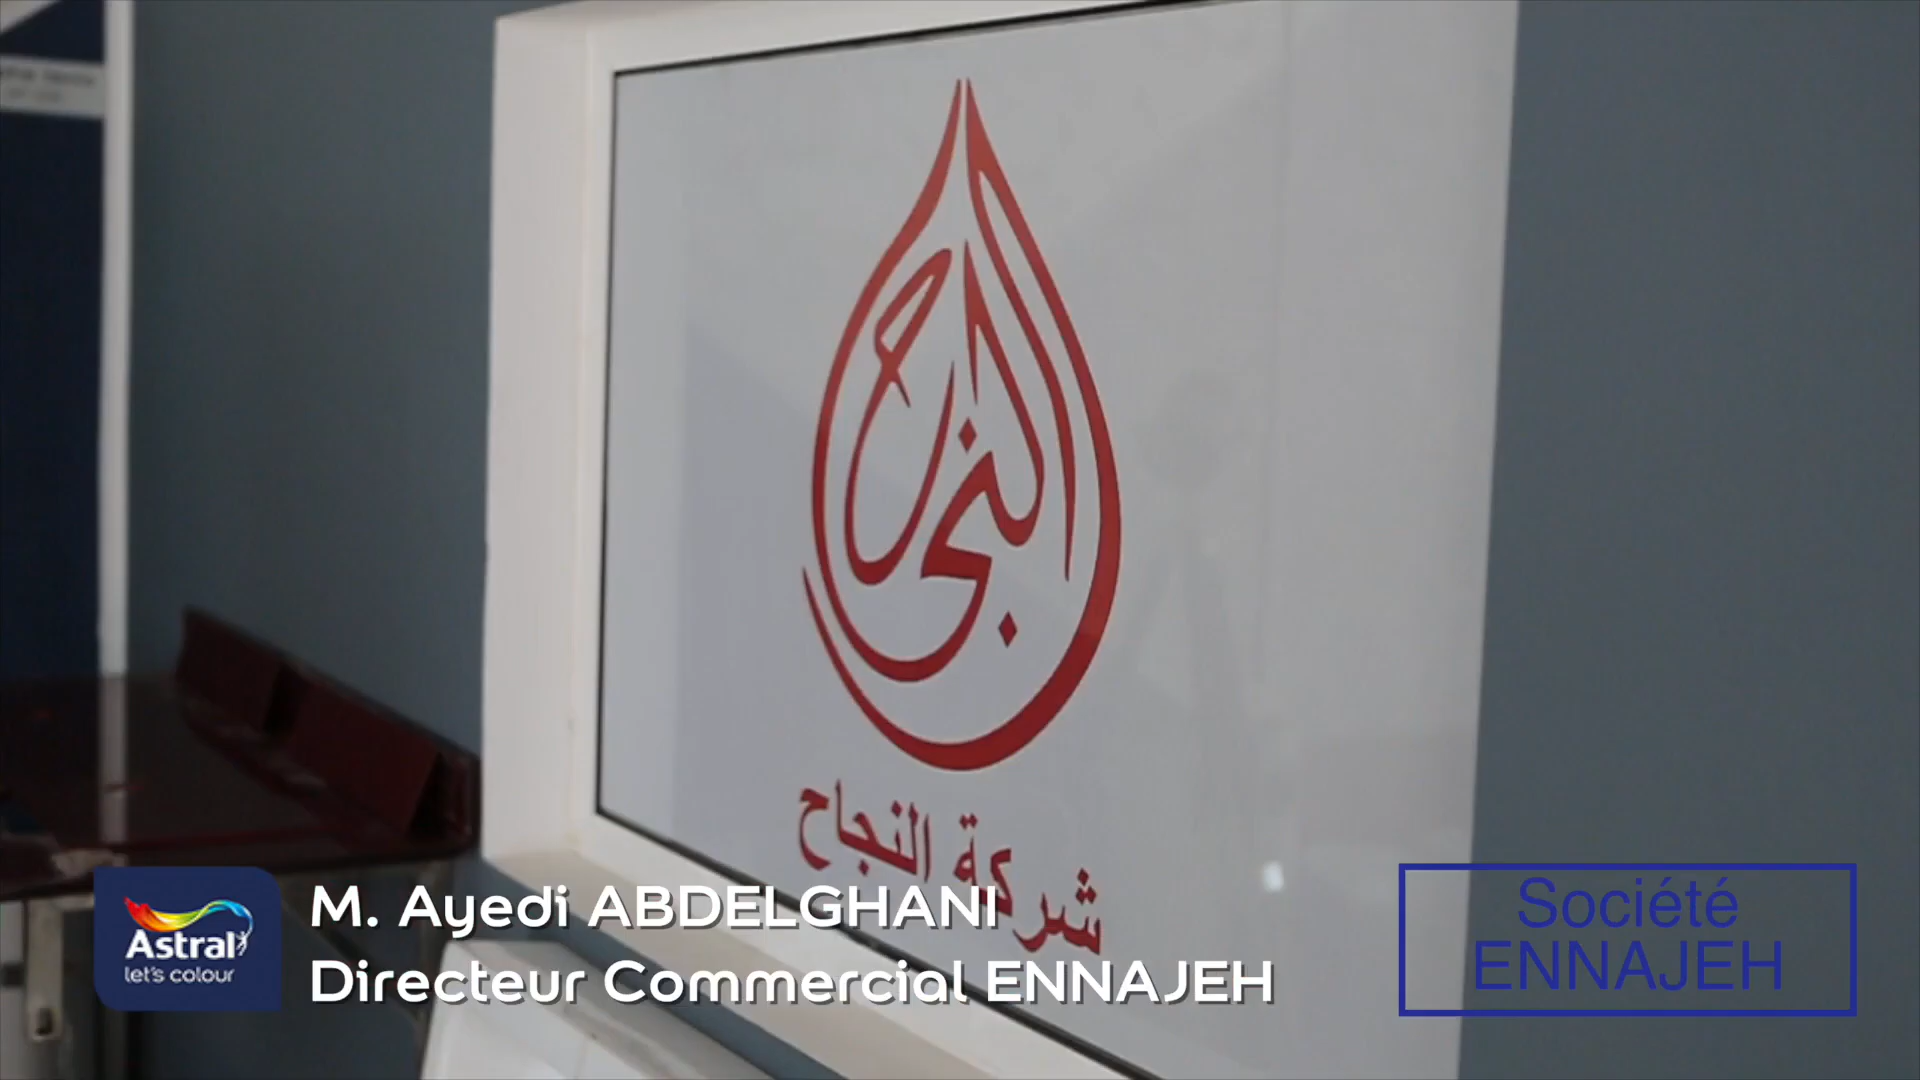 النجاح
شركة النجاح
Astral
let's colour
M. Ayedi ABDELGHANI
Directeur Commercial ENNAJEH
Société
ENNAJEH